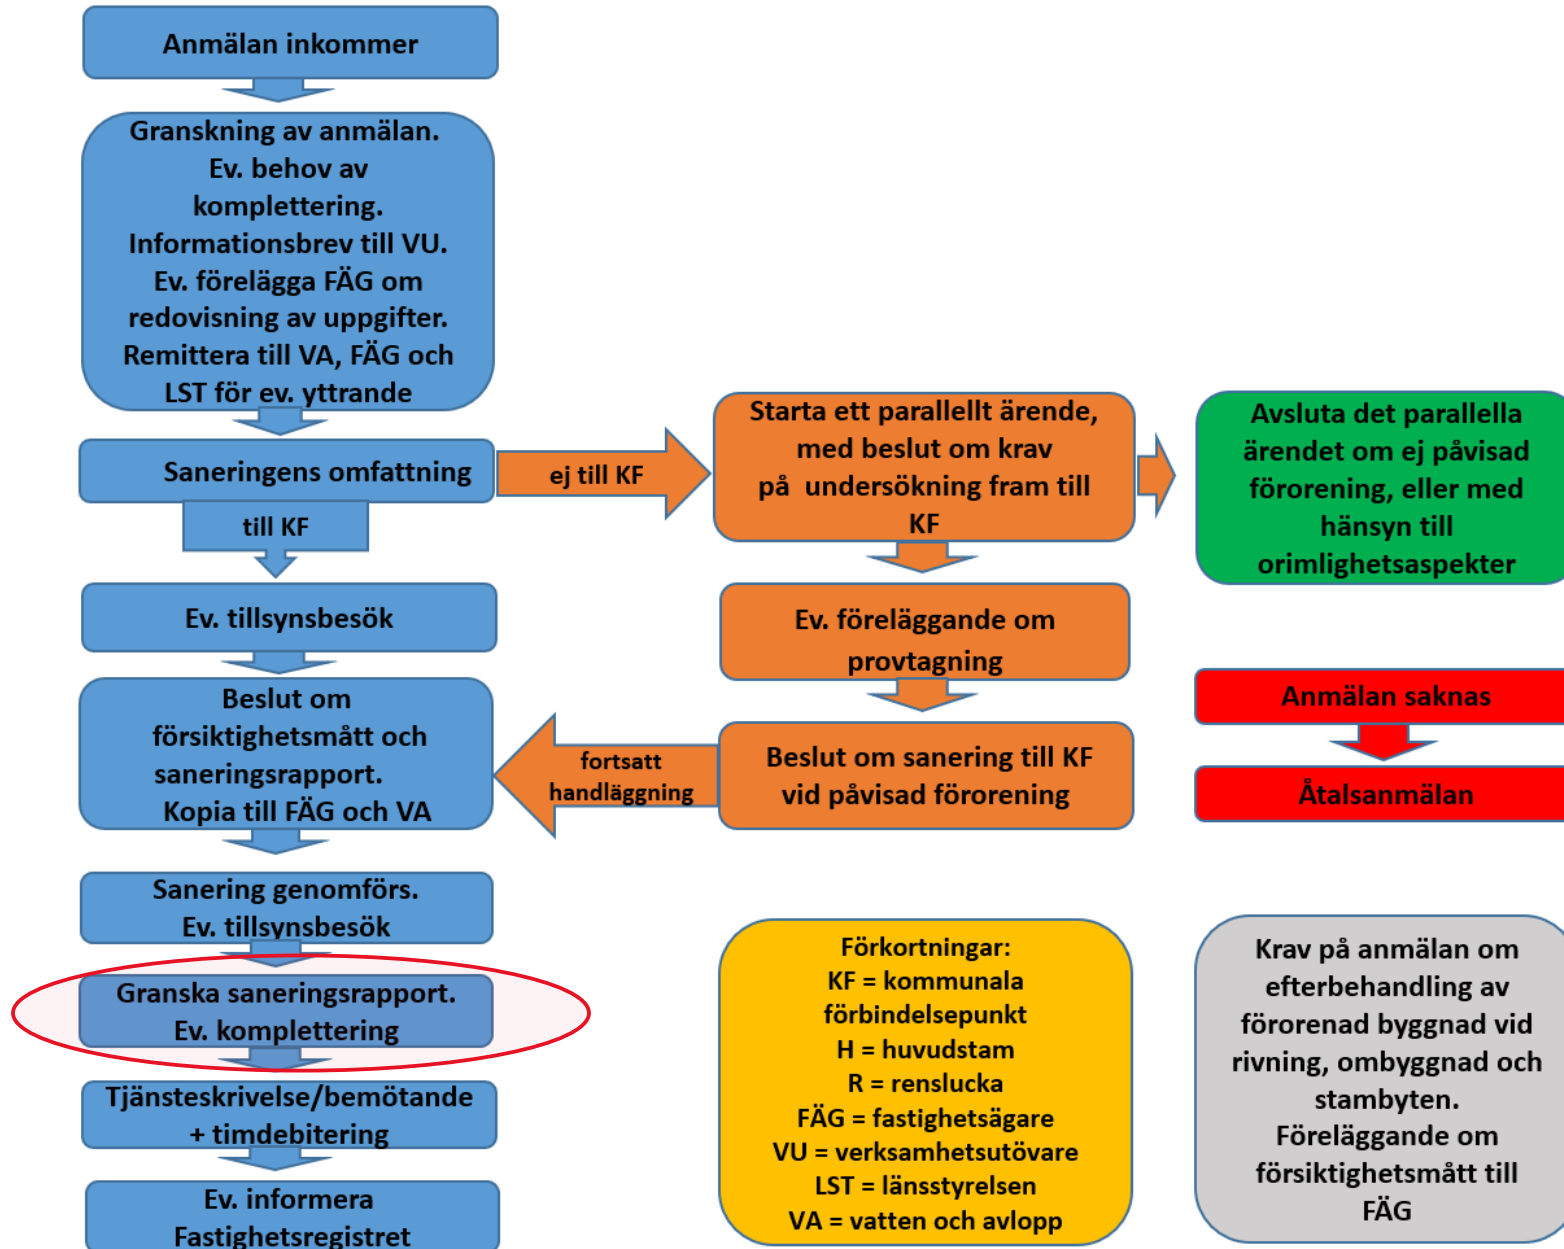 Anmälan inkommer
Granskning av anmälan.
Ev. behov av
komplettering.
Informationsbrev till VU.
Ev. förelägga FÄG om
redovisning av uppgifter.
Remittera till VA, FÄG och
LST för ev. yttrande
Saneringens omfattning
ej till KF
till KF
Starta ett parallellt ärende,
med beslut om krav
på undersökning fram till
KF
Avsluta det parallella
ärendet om ej påvisad
förorening, eller med
hänsyn till
orimlighetsaspekter
Ev. tillsynsbesök
Ev. föreläggande om
provtagning
Beslut om
försiktighetsmått och
saneringsrapport.
Kopia till FÄG och VA
fortsatt
handläggning
Beslut om sanering till KF
vid påvisad förorening
Anmälan saknas
Åtalsanmälan
Sanering genomförs.
Ev. tillsynsbesök
Granska saneringsrapport.
Ev. komplettering
Tjänsteskrivelse/bemötande
+ timdebitering
Ev. informera
Fastighetsregistret
Förkortningar:
KF = kommunala
förbindelsepunkt
H = huvudstam
R = renslucka
FÄG = fastighetsägare
VU = verksamhetsutövare
LST = länsstyrelsen
VA = vatten och avlopp
Krav på anmälan om
efterbehandling av
förorenad byggnad vid
rivning, ombyggnad och
stambyten.
Föreläggande om
försiktighetsmått till
FÄG